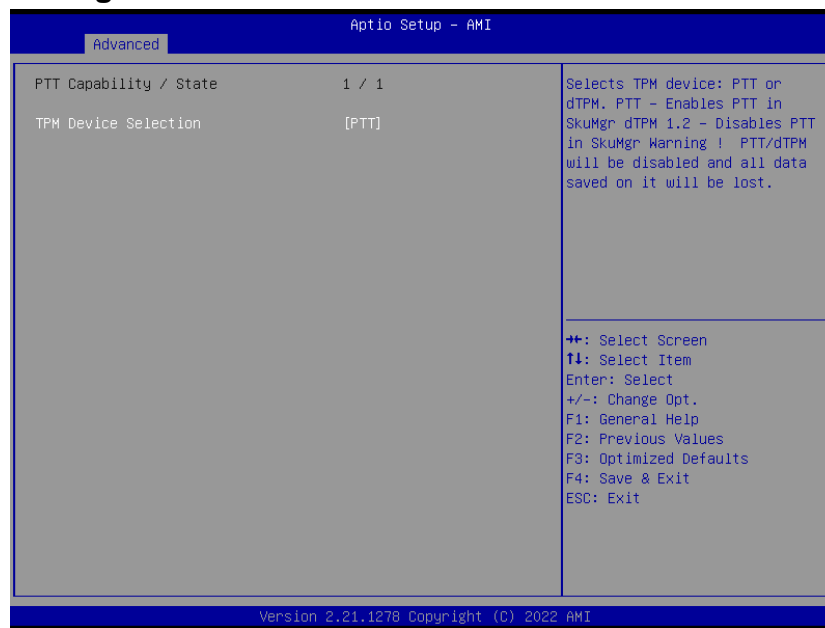 Aptio Setup – AMI
Advanced
PTT Capability / State 1 / 1
TPM Device Selection [PTT]
Selects TPM device: PTT or
dTPM. PTT – Enables PTT in
SkuMgr dTPM 1.2 – Disables PTT
in SkuMgr Warning ! PTT/dTPM
will be disabled and all data
saved on it will be lost.
→←: Select Screen
↑↓: Select Item
Enter: Select
+/-: Change Opt.
F1: General Help
F2: Previous Values
F3: Optimized Defaults
F4: Save & Exit
ESC: Exit
Version 2.21.1278 Copyright (C) 2022 AMI